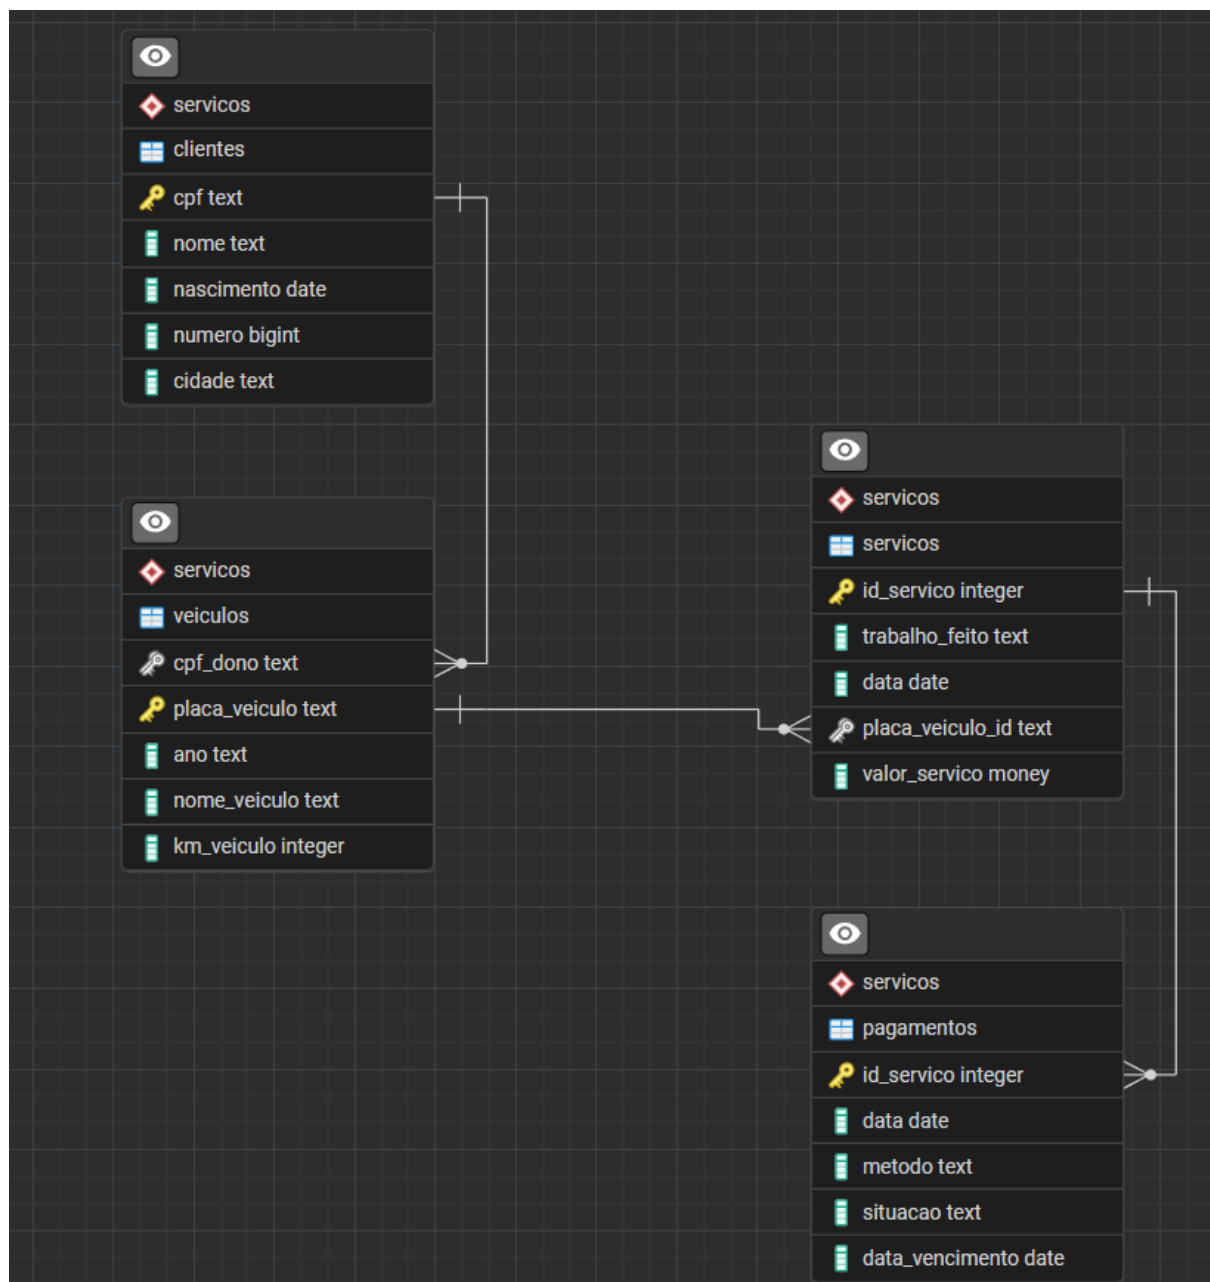 servicos
clientes
cpf text
nome text
nascimento date
numero bigint
cidade text
servicos
veiculos
cpf_dono text
placa_veiculo text
ano text
nome_veiculo text
km_veiculo integer
servicos
servicos
id_servico integer
trabalho_feito text
data date
placa_veiculo_id text
valor_servico money
servicos
pagamentos
id_servico integer
data date
metodo text
situacao text
data_vencimento date